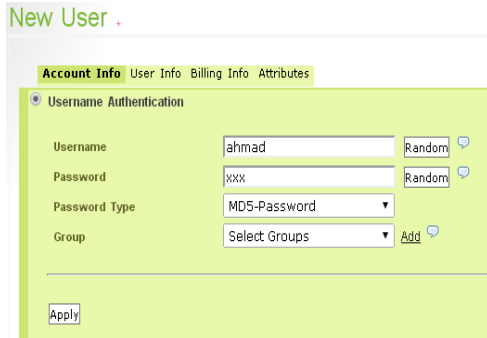 New User +
Account Info User Info Billing Info Attributes
Username Authentication
Username ahmad Random
Password xxx Random
Password Type MD5-Password
Group Select Groups Add
Apply